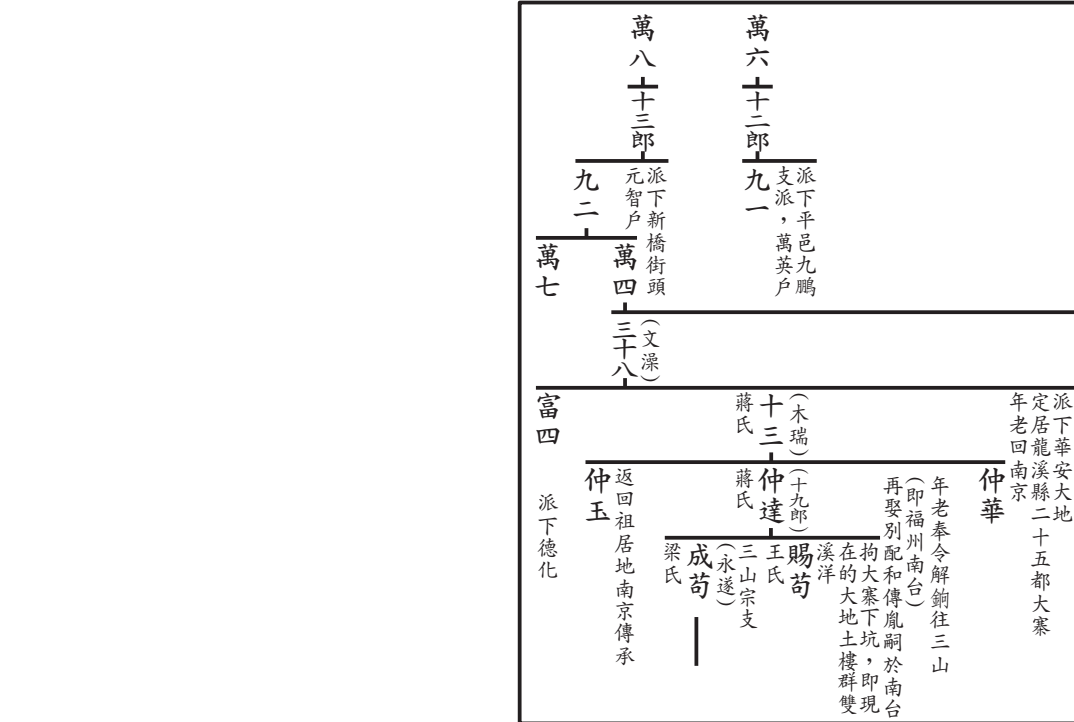 萬六
十二郎
九一
派下平邑九鵬
支派，萬英户
萬八
十三郎
派下新橋街頭
元智户
九二
萬四
萬七
三十八
（文澡）
派下華安大地
定居龍溪縣二十五都大寨
年老回南京
（木瑞）
十三
蔣氏
富四
派下德化
仲華
年老奉令解餉往三山
（即福州南台）
再娶別配和傳胤嗣於南台
（十九郎）
仲達
蔣氏
返回祖居地南京傳承
仲玉
拘大寨下坑，即現
在的大地土樓群雙
溪洋
賜苟
王氏
三山宗支
（永遂）
成苟
梁氏